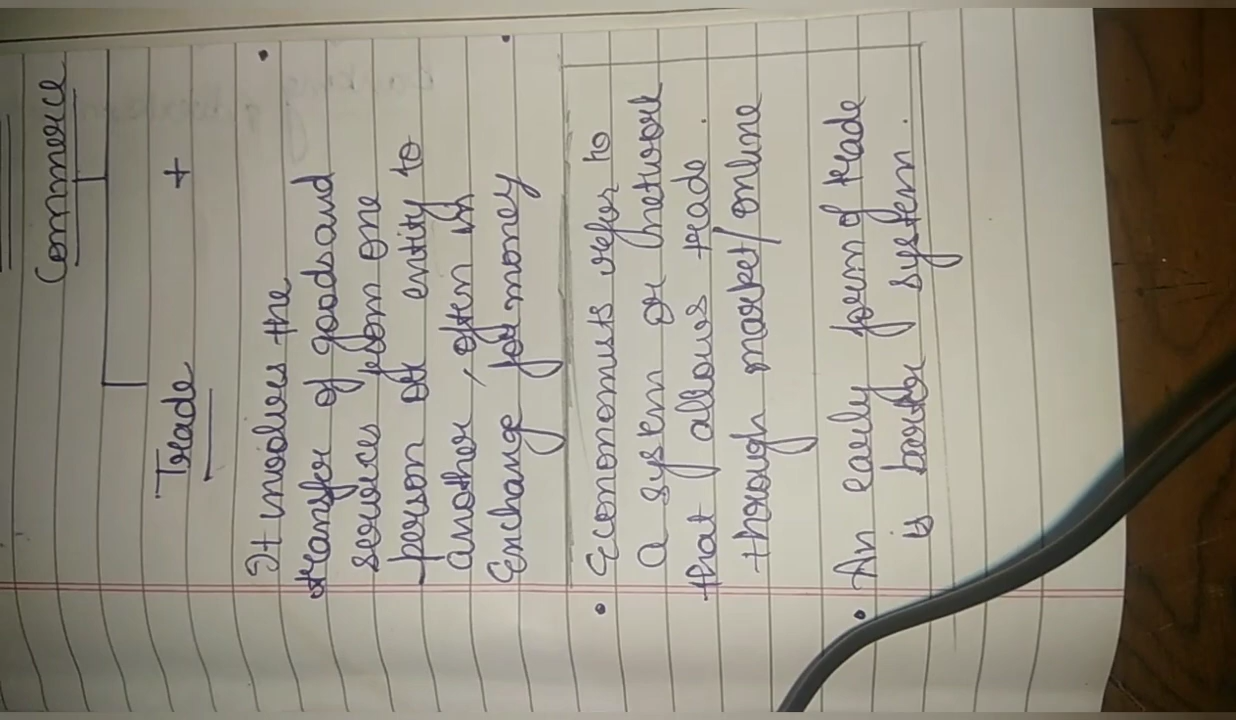 Commerce
Trade +
It involves the
transfer of goods and
services from one
person or entity to
another, often in
Exchange for money
• Economists refer to
a system or network
that allows trade.
through market/online
• An early form of trade
is barter system.